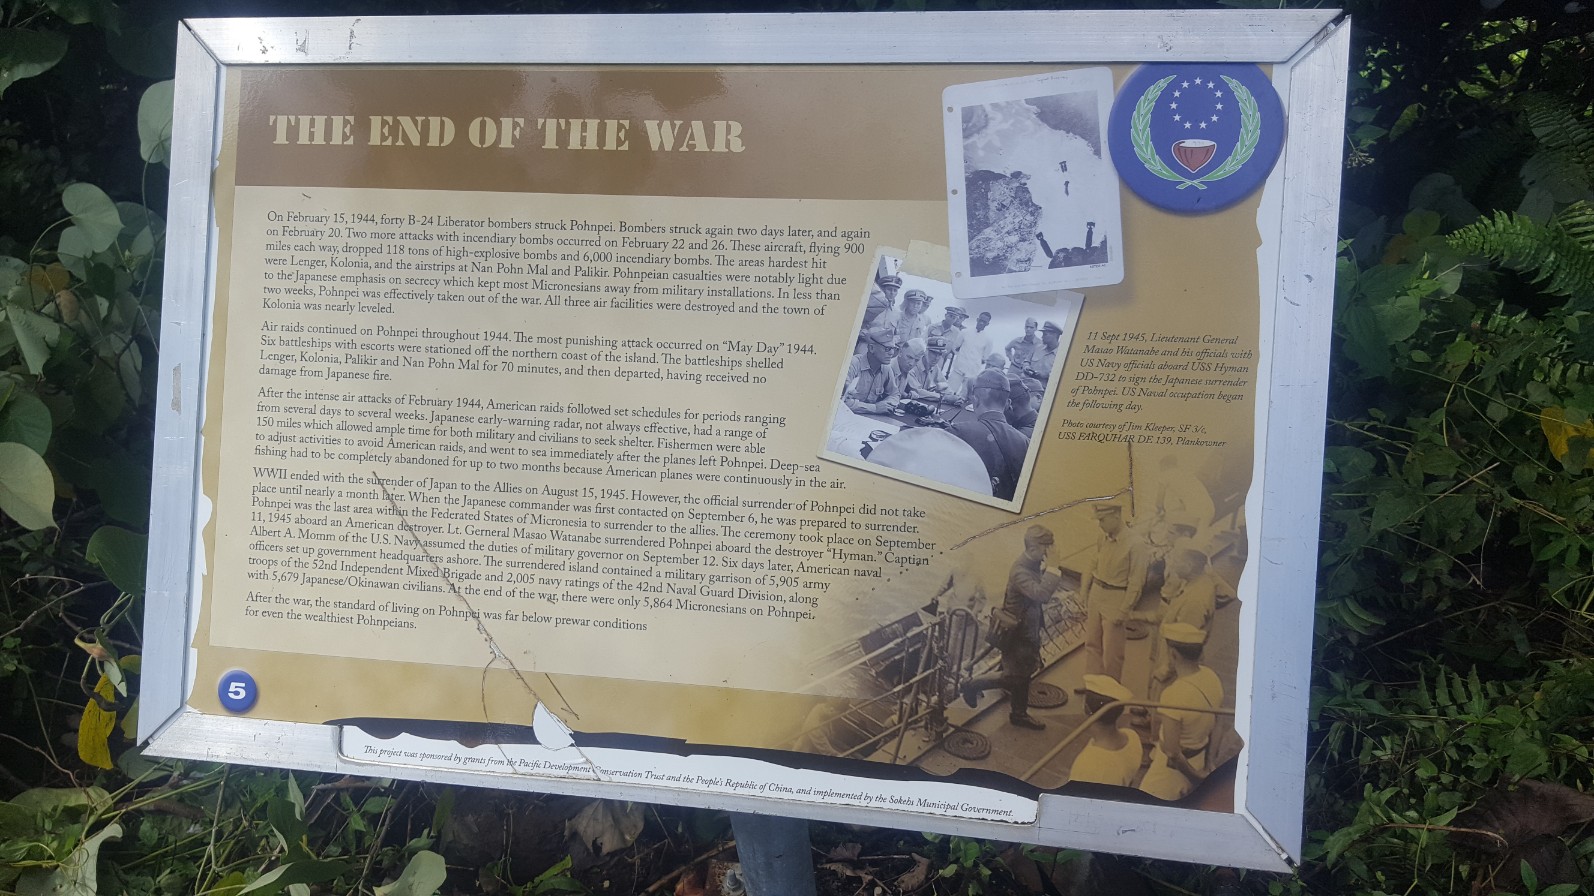 THE END OF THE WAR
On February 15, 1944, forty B-24 Liberator bombers struck Pohnpei. Bombers struck again two days later, and again
on February 20. Two more attacks with incendiary bombs occurred on February 22 and 26. These aircraft, flying 900
miles each way, dropped 118 tons of high-explosive bombs and 6,000 incendiary bombs. The areas hardest hit
were Lenger, Kolonia, and the airstrips at Nan Pohn Mal and Palikir. Pohnpeian casualties were notably light due
to the Japanese emphasis on secrecy which kept most Micronesians away from military installations. In less than
two weeks, Pohnpei was effectively taken out of the war. All three air facilities were destroyed and the town of
Kolonia was nearly leveled.
Air raids continued on Pohnpei throughout 1944. The most punishing attack occurred on “May Day” 1944.
Six battleships with escorts were stationed off the northern coast of the island. The battleships shelled
Lenger, Kolonia, Palikir and Nan Pohn Mal for 70 minutes, and then departed, having received no
damage from Japanese fire.
After the intense air attacks of February 1944, American raids followed set schedules for periods ranging
from several days to several weeks. Japanese early-warning radar, not always effective, had a range of
150 miles which allowed ample time for both military and civilians to seek shelter. Fishermen were able
to adjust activities to avoid American raids, and went to sea immediately after the planes left Pohnpei. Deep-sea
fishing had to be completely abandoned for up to two months because American planes were continuously in the air.
WWII ended with the surrender of Japan to the Allies on August 15, 1945. However, the official surrender of Pohnpei did not take
place until nearly a month later. When the Japanese commander was first contacted on September 6, he was prepared to surrender.
Pohnpei was the last area within the Federated States of Micronesia to surrender to the allies. The ceremony took place on September
11, 1945 aboard an American destroyer. Lt. Gerneral Masao Watanabe surrendered Pohnpei aboard the destroyer “Hyman.” Captian
Albert A. Momm of the U.S. Navy assumed the duties of military governor on September 12. Six days later, American naval
officers set up government headquarters ashore. The surrendered island contained a military garrison of 5,905 army
troops of the 52nd Independent Mixed Brigade and 2,005 navy ratings of the 42nd Naval Guard Division, along
with 5,679 Japanese/Okinawan civilians. At the end of the war, there were only 5,864 Micronesians on Pohnpei.
After the war, the standard of living on Pohnpei was far below prewar conditions
for even the wealthiest Pohnpeians.
11 Sept 1945, Lieutenant General
Masao Watanabe and his officials with
US Navy officials aboard USS Hyman
DD-732 to sign the Japanese surrender
of Pohnpei. US Naval occupation began
the following day.
Photo courtesy of Jim Kleeper, SF 3/c,
USS FARQUHAR DE 139, Plankowner
5
This project was sponsored by grants from the Pacific Development Conservation Trust and the People's Republic of China, and implemented by the Sokehs Municipal Government.